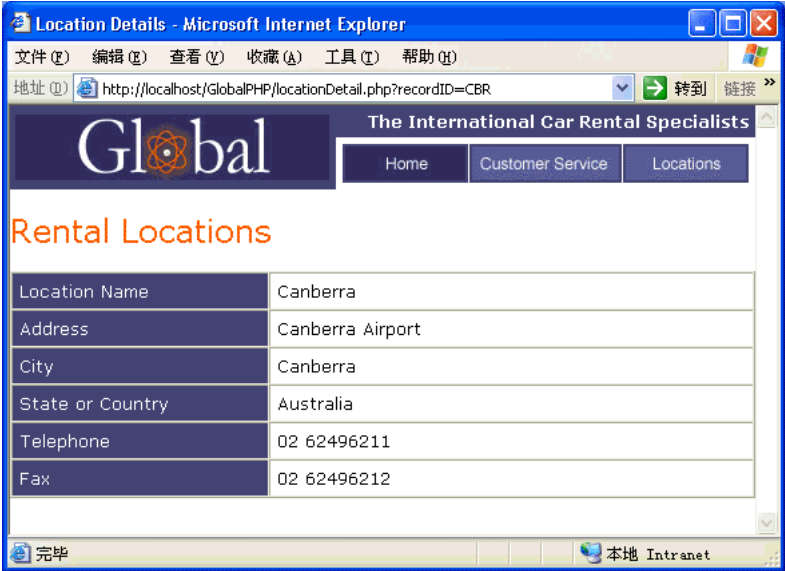 Location Details - Microsoft Internet Explorer
文件(F) 编辑(E) 查看(V) 收藏(A) 工具(T) 帮助(H)
地址(D) http://localhost/GlobalPHP/locationDetail.php?recordID=CBR 转到 链接 »
Global
The International Car Rental Specialists
Home Customer Service Locations
Rental Locations
Location Name Canberra
Address Canberra Airport
City Canberra
State or Country Australia
Telephone 02 62496211
Fax 02 62496212
完毕 本地 Intranet